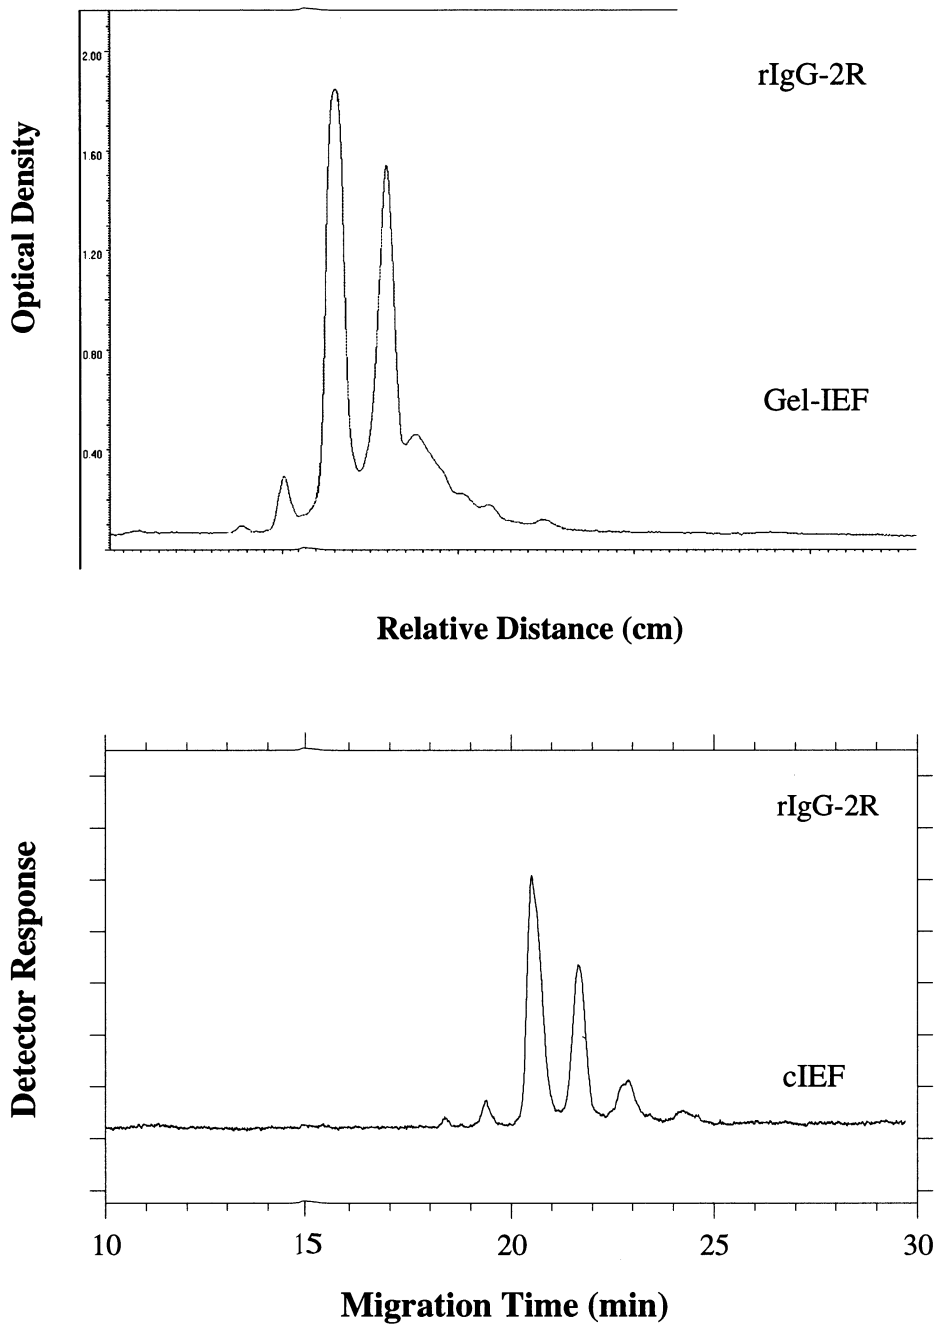 rIgG-2R
2.00
1.60
1.20
0.80
0.40
Optical Density
Gel-IEF
Relative Distance (cm)
rIgG-2R
Detector Response
cIEF
10 15 20 25 30
Migration Time (min)